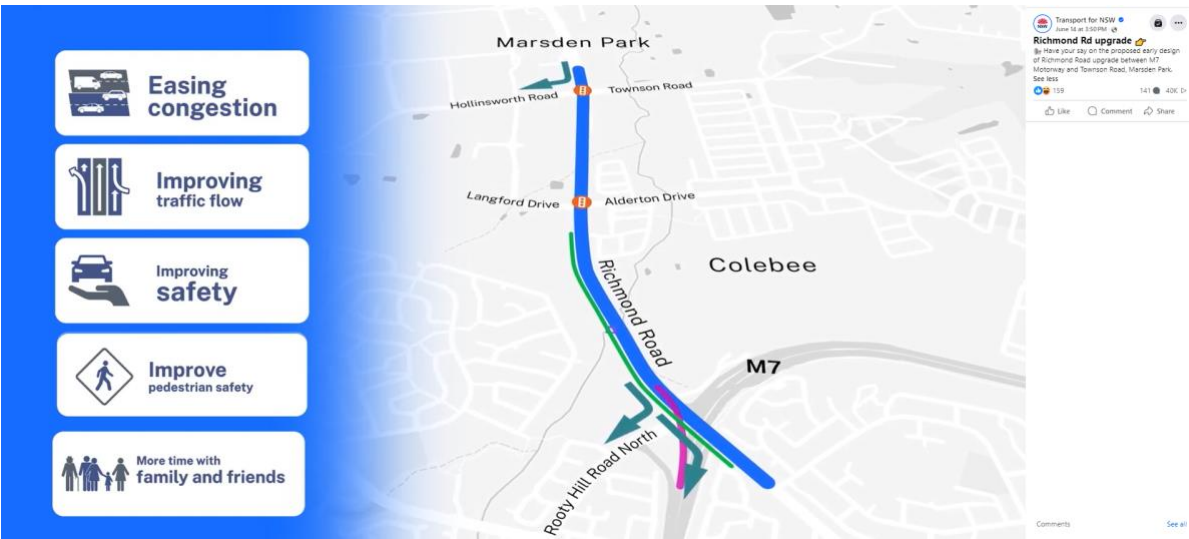 Easing
congestion
Improving
traffic flow
Improving
safety
Improve
pedestrian safety
More time with
family and friends
Marsden Park
Hollinsworth Road
Townson Road
Langford Drive
Alderton Drive
Colebee
Richmond Road
M7
Rooty Hill Road North
Transport for NSW
June 14 at 3:50 PM
Richmond Rd upgrade
Have your say on the proposed early design
of Richmond Road upgrade between M7
Motorway and Townson Road, Marsden Park.
See less
159
141
40K
Like
Comment
Share
Comments
See all